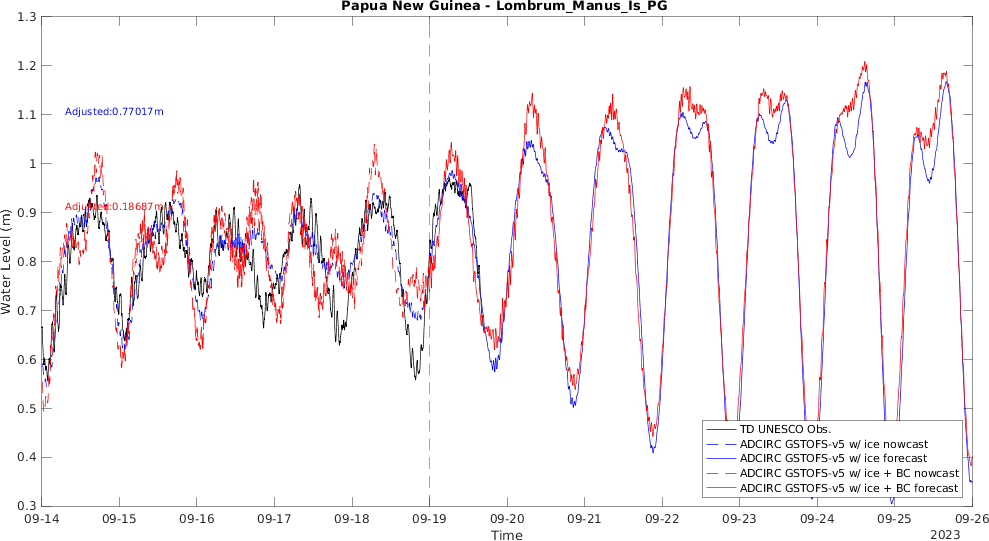 Papua New Guinea - Lombrum_Manus_Is_PG
1.3
1.2
1.1
1
0.9
0.8
0.7
0.6
0.5
0.4
0.3
Water Level (m)
Adjusted:0.77017m
Adjusted:0.18687m
TD UNESCO Obs.
ADCIRC GSTOFS-v5 w/ ice nowcast
ADCIRC GSTOFS-v5 w/ ice forecast
ADCIRC GSTOFS-v5 w/ ice + BC nowcast
ADCIRC GSTOFS-v5 w/ ice + BC forecast
09-14 09-15 09-16 09-17 09-18 09-19 09-20 09-21 09-22 09-23 09-24 09-25 09-26
Time
2023